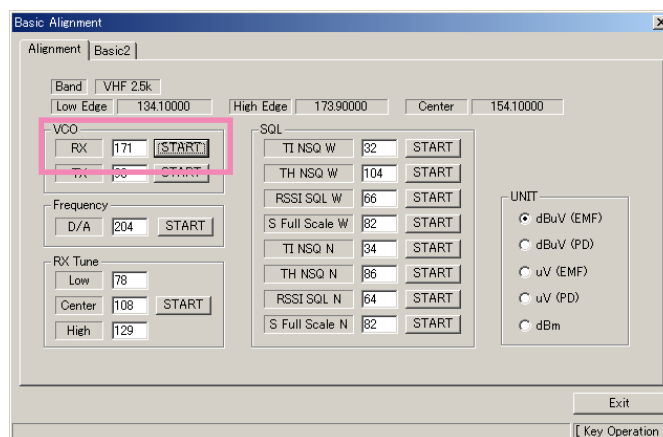 Basic Alignment
Alignment Basic2
Band VHF 2.5k
Low Edge 134.10000 High Edge 173.90000 Center 154.10000
VCO
RX 171 START
START
Frequency
D/A 204 START
RX Tune
Low 78
Center 108 START
High 129
SQL
TI NSQ W 32 START
TH NSQ W 104 START
RSSI SQL W 66 START
S Full Scale W 82 START
TI NSQ N 34 START
TH NSQ N 86 START
RSSI SQL N 64 START
S Full Scale N 82 START
UNIT
dBuV (EMF)
dBuV (PD)
uV (EMF)
uV (PD)
dBm
Exit
[ Key Operation